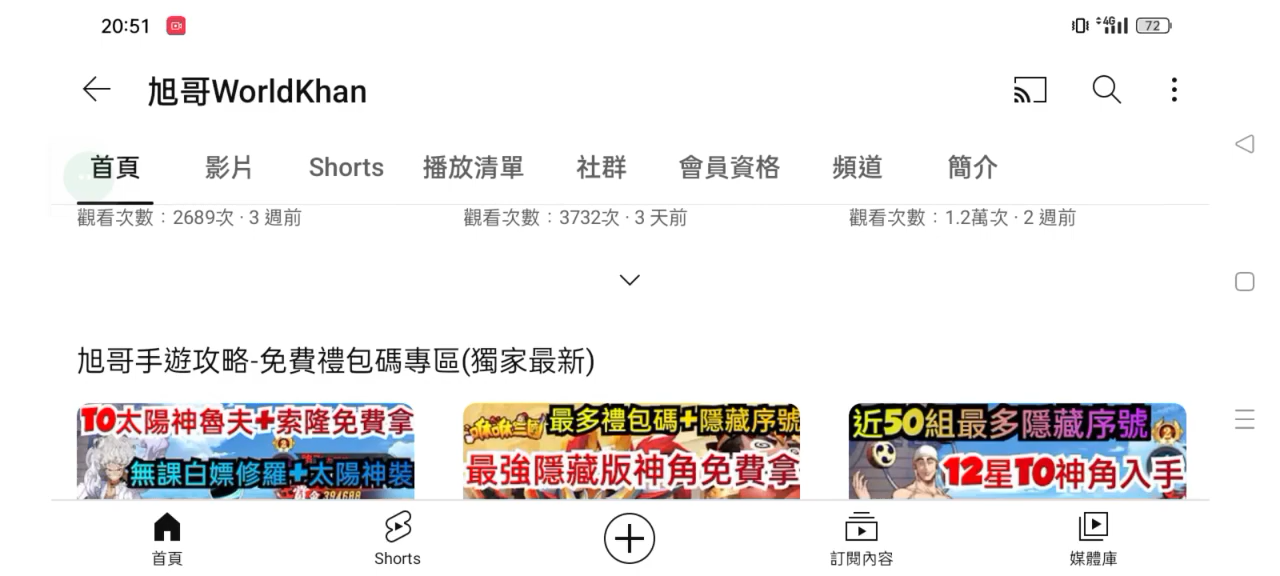 20:51
4G
72
旭哥WorldKhan
首頁 影片 Shorts 播放清單 社群 會員資格 頻道 簡介
觀看次數：2689次 · 3 週前
觀看次數：3732次 · 3 天前
觀看次數：1.2萬次 · 2 週前
旭哥手遊攻略-免費禮包碼專區(獨家最新)
TO太陽神魯夫+索隆免費拿
無課白嫖修羅+太陽神裝
最多禮包碼+隱藏序號
最強隱藏版神角免費拿
近50組最多隱藏序號
12星TO神角入手
首頁
Shorts
訂閱內容
媒體庫